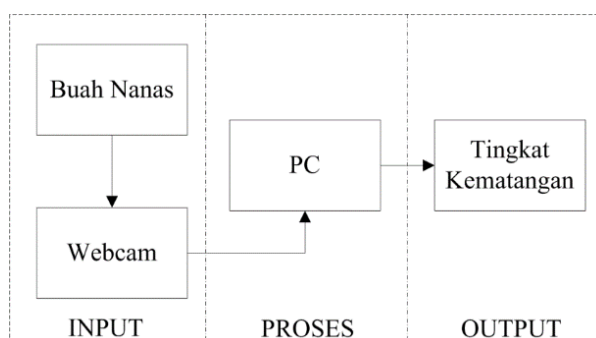 Buah Nanas
Webcam
INPUT
PC
PROSES
Tingkat
Kematangan
OUTPUT